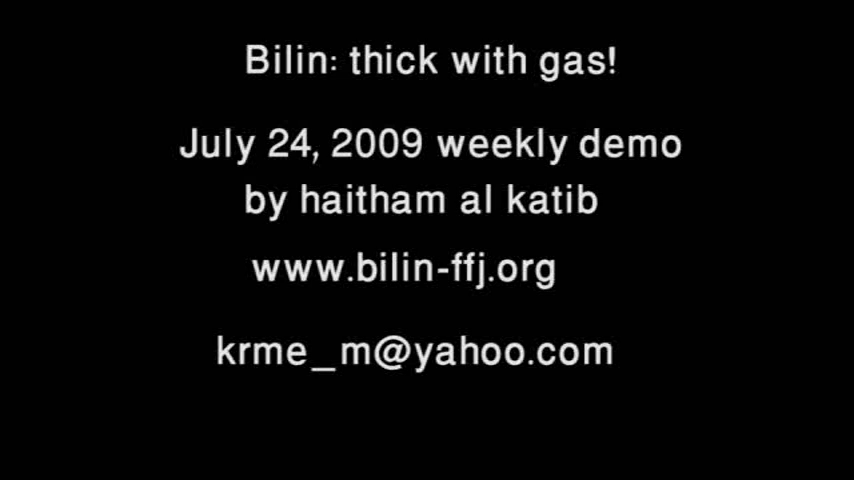 Bilin: thick with gas!
July 24, 2009 weekly demo
by haitham al katib
www.bilin-ffj.org
krme_m@yahoo.com